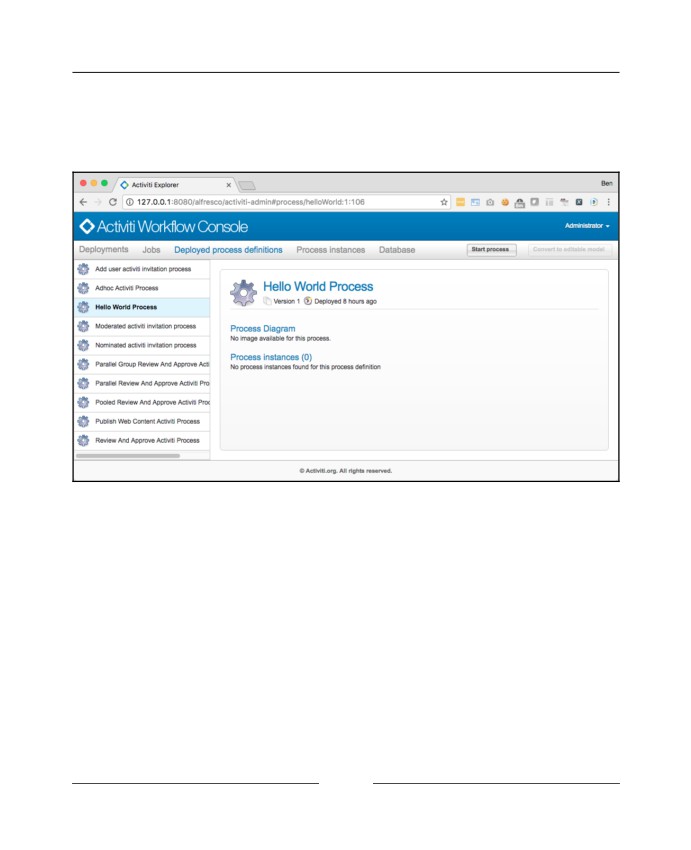 Activiti Explorer
Ben
127.0.0.1:8080/alfresco/activiti-admin#process/helloWorld:1:106
Activiti Workflow Console
Administrator
Deployments Jobs Deployed process definitions Process instances Database Start process Convert to editable model
Add user activiti invitation process
Adhoc Activiti Process
Hello World Process
Moderated activiti invitation process
Nominated activiti invitation process
Parallel Group Review And Approve Acti
Parallel Review And Approve Activiti Pro
Pooled Review And Approve Activiti Proc
Publish Web Content Activiti Process
Review And Approve Activiti Process
Hello World Process
Version 1 Deployed 8 hours ago
Process Diagram
No image available for this process.
Process instances (0)
No process instances found for this process definition
© Activiti.org. All rights reserved.